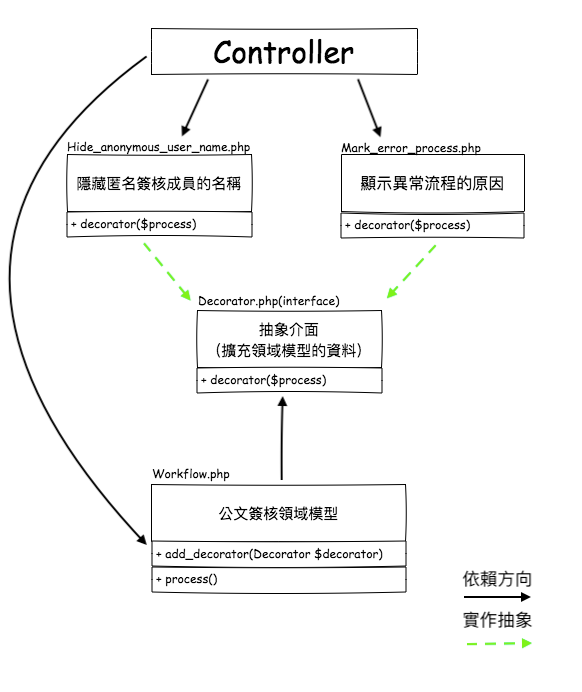 Controller
Hide_anonymous_user_name.php
隱藏匿名簽核成員的名稱
+ decorator($process)
Mark_error_process.php
顯示異常流程的原因
+ decorator($process)
Decorator.php(interface)
抽象介面
（擴充領域模型的資料）
+ decorator($process)
Workflow.php
公文簽核領域模型
+ add_decorator(Decorator $decorator)
+ process()
依賴方向
實作抽象